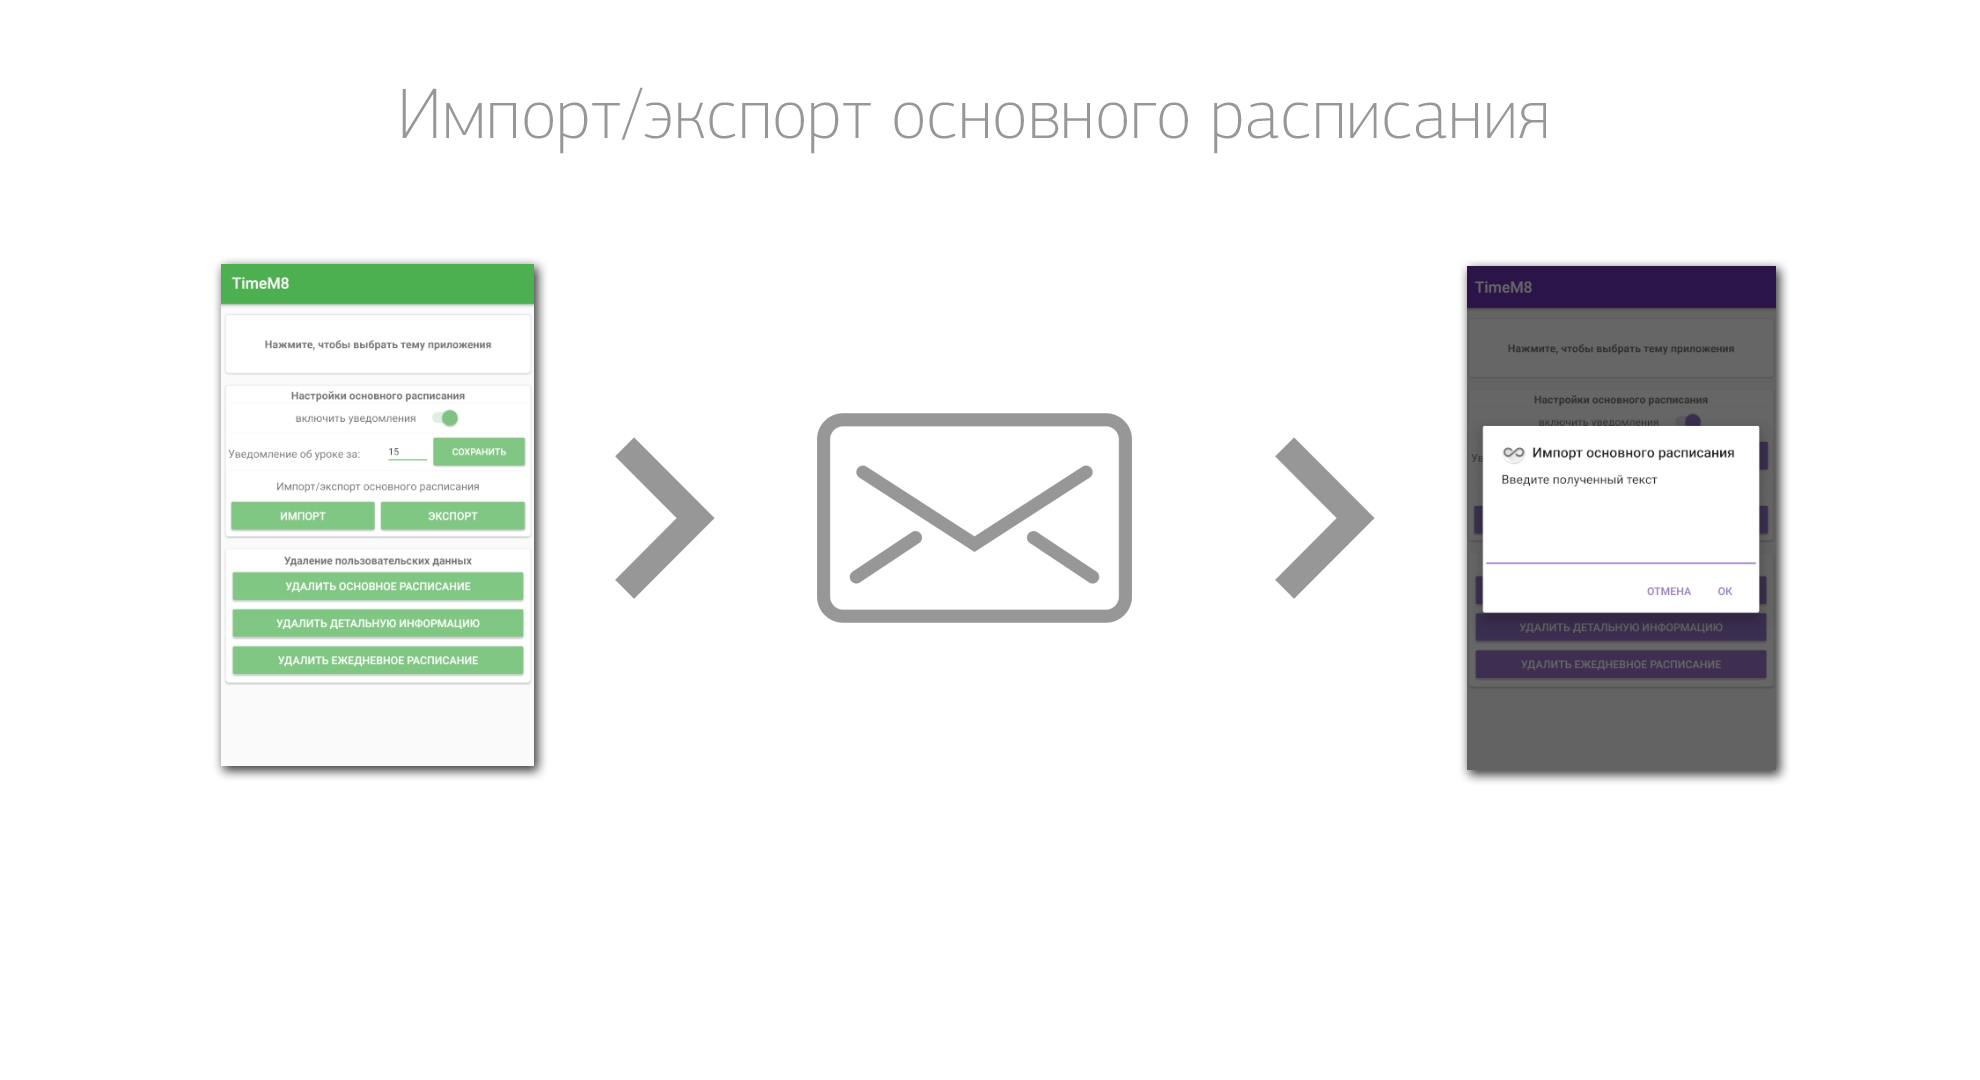 Импорт/экспорт основного расписания
TimeM8
Нажмите, чтобы выбрать тему приложения
Настройки основного расписания
включить уведомления
Уведомление об уроке за: 15 СОХРАНИТЬ
Импорт/экспорт основного расписания
ИМПОРТ ЭКСПОРТ
Удаление пользовательских данных
УДАЛИТЬ ОСНОВНОЕ РАСПИСАНИЕ
УДАЛИТЬ ДЕТАЛЬНУЮ ИНФОРМАЦИЮ
УДАЛИТЬ ЕЖЕДНЕВНОЕ РАСПИСАНИЕ
TimeM8
Нажмите, чтобы выбрать тему приложения
Настройки основного расписания
включить уведомления
Импорт основного расписания
Введите полученный текст
ОТМЕНА ОК
УДАЛИТЬ ДЕТАЛЬНУЮ ИНФОРМАЦИЮ
УДАЛИТЬ ЕЖЕДНЕВНОЕ РАСПИСАНИЕ